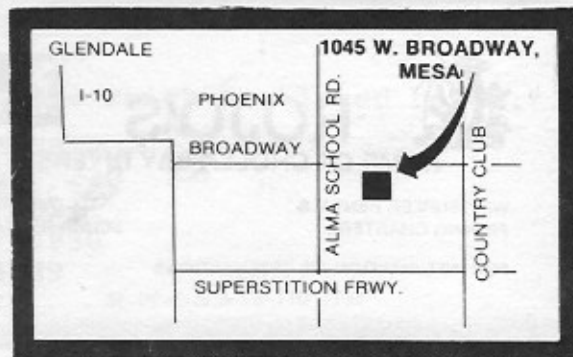 GLENDALE
1045 W. BROADWAY,
MESA
I-10
PHOENIX
BROADWAY
ALMA SCHOOL RD.
COUNTRY CLUB
SUPERSTITION FRWY.